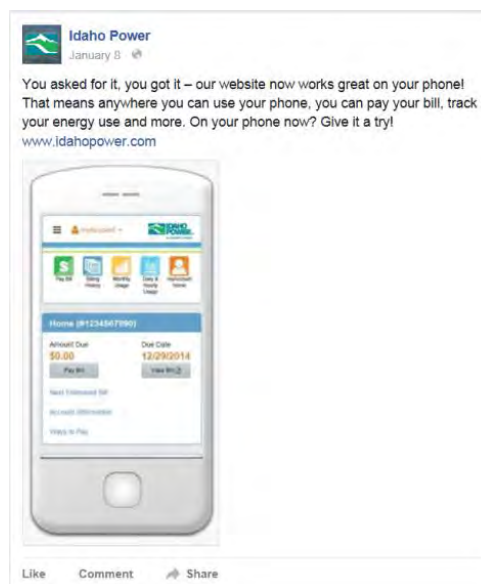 Idaho Power
January 8
You asked for it, you got it – our website now works great on your phone!
That means anywhere you can use your phone, you can pay your bill, track
your energy use and more. On your phone now? Give it a try!
www.idahopower.com
IDAHO
POWER
Pay Bill
Billing
History
Monthly
Usage
Daily &
Hourly
Usage
Home (#1234567890)
Amount Due
$0.00
Pay Bill
Due Date
12/29/2014
View Bill
Next Estimated Bill
Account Information
Ways to Pay
Like Comment Share